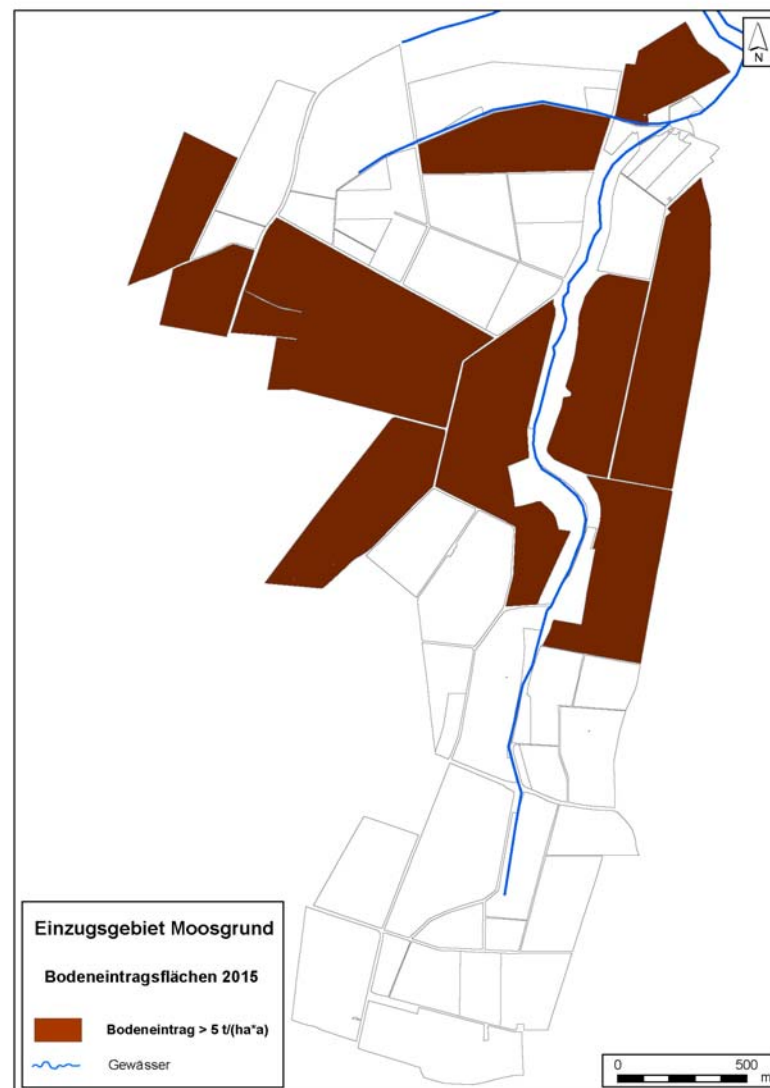 N
Einzugsgebiet Moosgrund
Bodeneintragsflächen 2015
Bodeneintrag > 5 t/(ha*a)
Gewässer
0 500
m